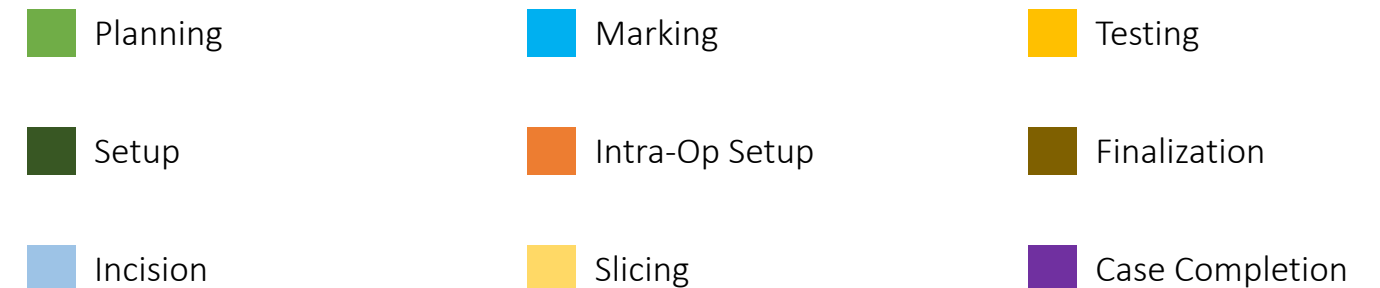 Planning
Marking
Testing
Setup
Intra-Op Setup
Finalization
Incision
Slicing
Case Completion